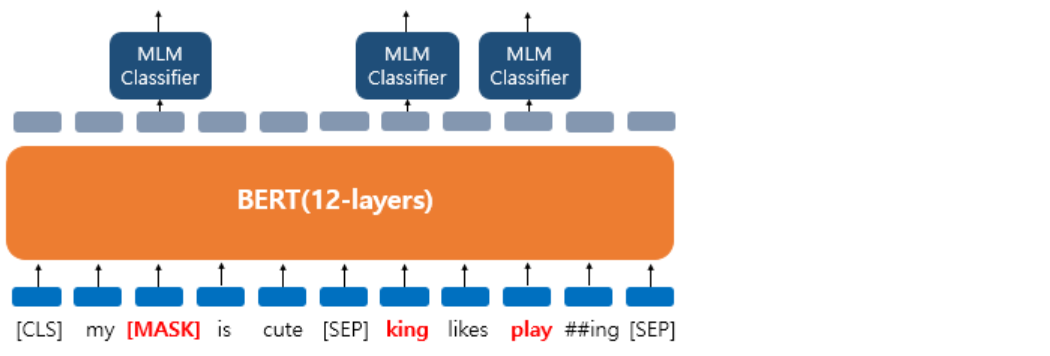 MLM
Classifier
MLM
Classifier
MLM
Classifier
BERT(12-layers)
[CLS] my [MASK] is cute [SEP] king likes play ##ing [SEP]